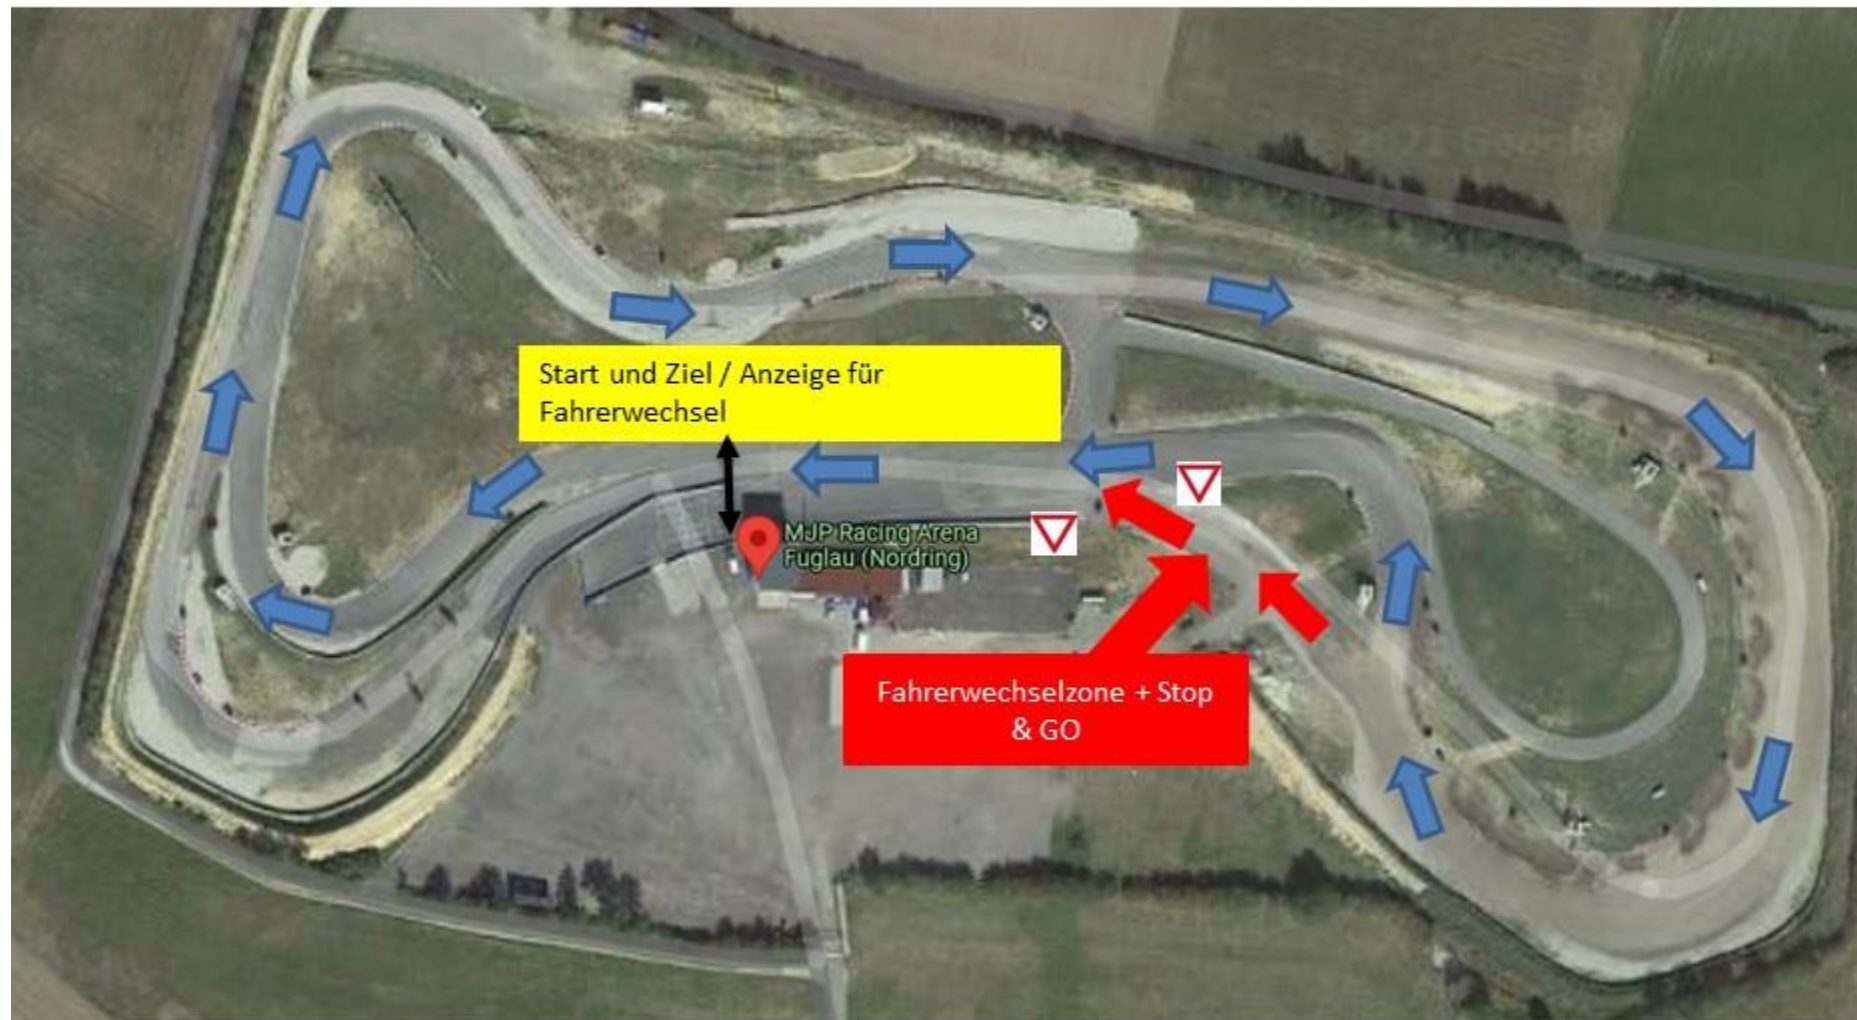 Start und Ziel / Anzeige für
Fahrerwechsel
MJP Racing Arena
Fuglau (Nordring)
Fahrerwechselzone + Stop
& GO